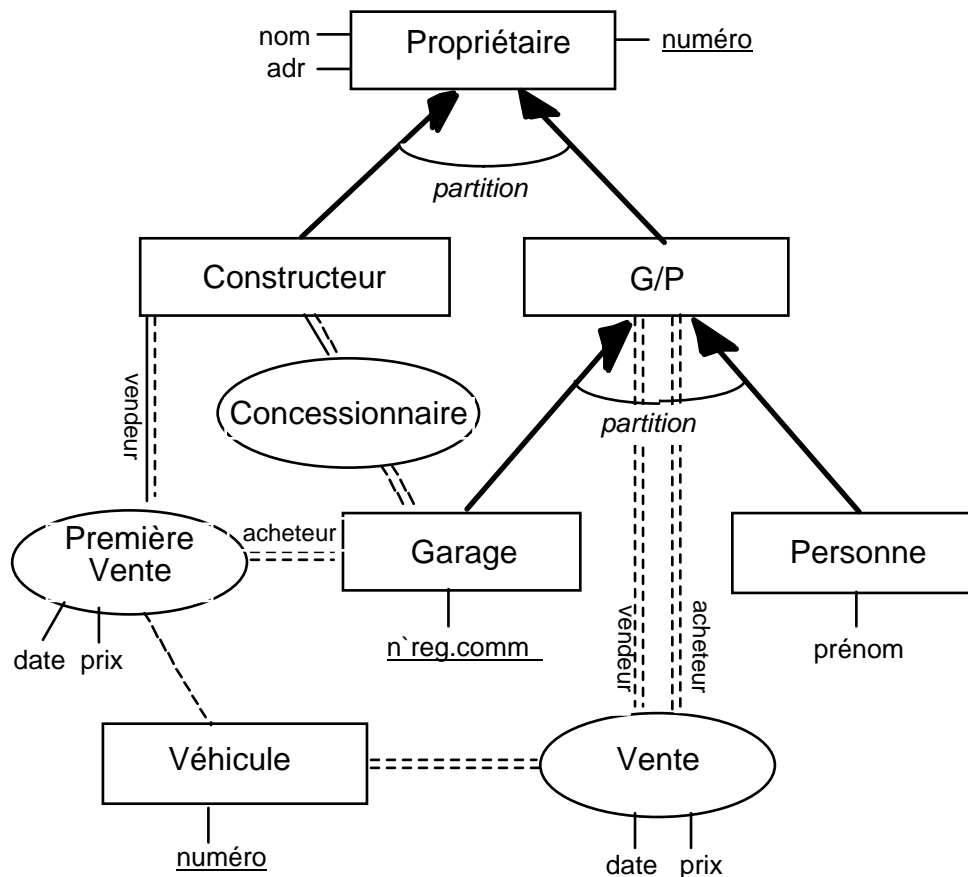 nom
Propriétaire
numéro
adr
partition
Constructeur
G/P
vendeur
Concessionnaire
partition
Première
Vente
acheteur
Garage
Personne
vendeur
acheteur
date
prix
n`reg.comm
prénom
Véhicule
Vente
numéro
date
prix